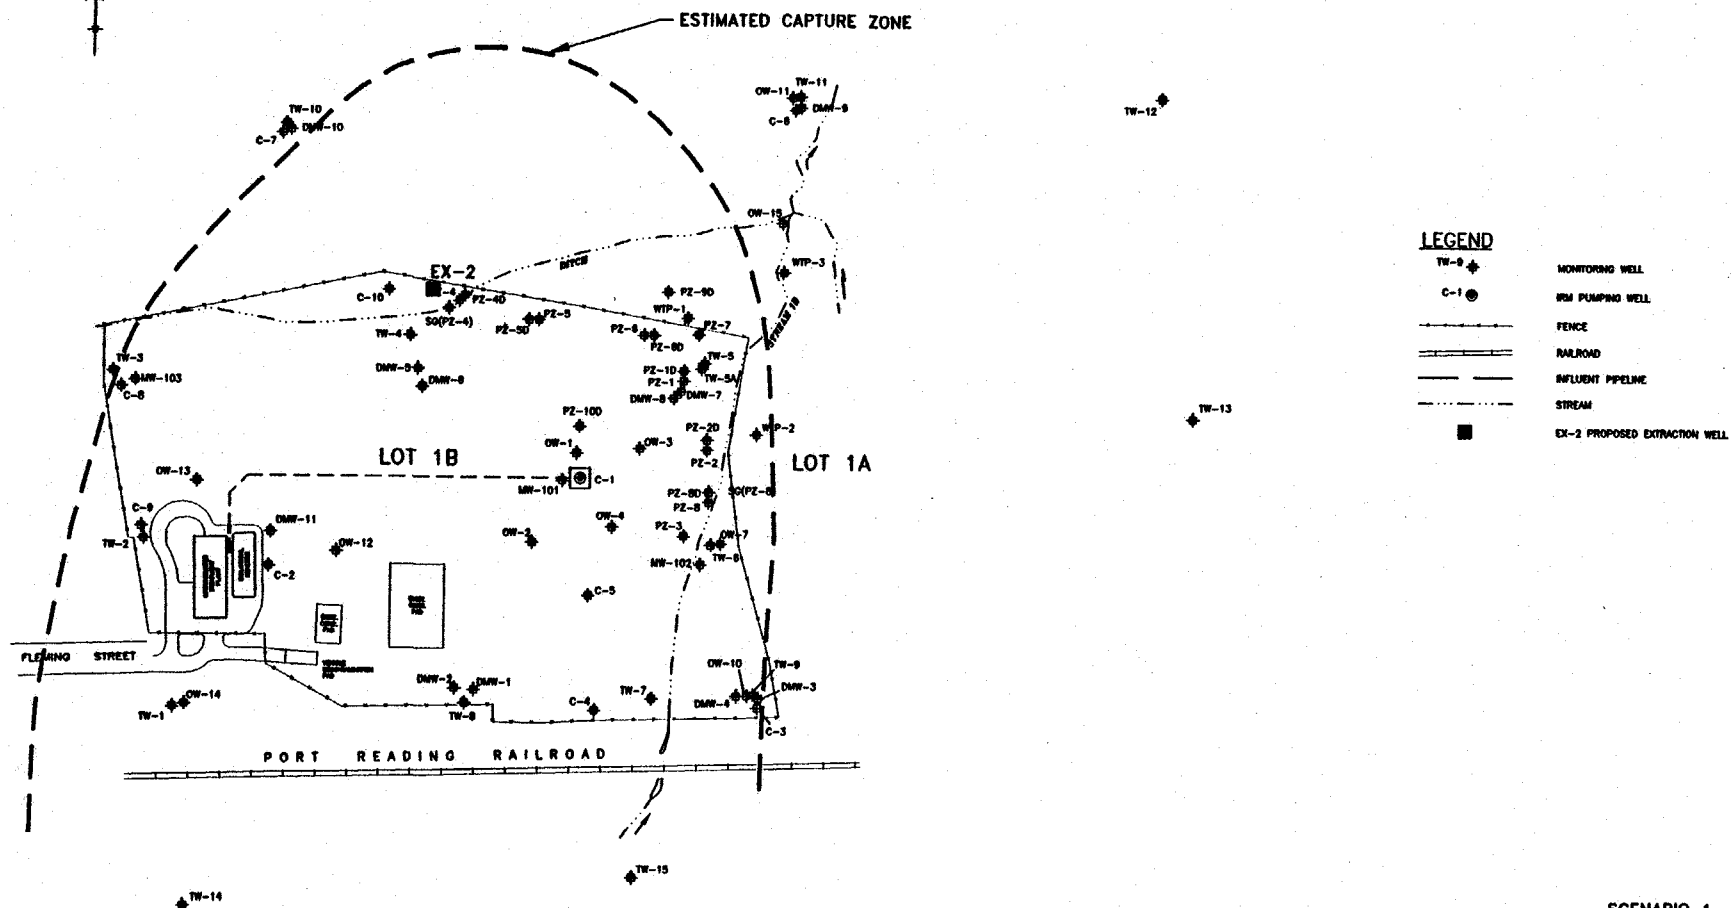 ESTIMATED CAPTURE ZONE
TW-11
OW-11
DMW-9
C-6
TW-12
TW-10
DMW-10
C-7
OW-15
WTP-3
DITCH
STREAM 1B
EX-2
C-10
PZ-4D
SG(PZ-4)
PZ-9D
WTP-1
PZ-5
PZ-5D
PZ-6
PZ-7
PZ-6D
TW-4
TW-3
MW-103
C-8
DMW-5
DMW-6
TW-5
PZ-1D
TW-5A
PZ-1
DMW-7
DMW-8
PZ-10D
TW-13
OW-1
OW-3
PZ-2D
PZ-2
LOT 1B
LOT 1A
OW-13
MW-101
C-1
PZ-8D
PZ-8
C-9
TW-2
DMW-11
OW-12
C-2
OW-2
OW-4
PZ-3
OW-7
TW-6
MW-102
C-5
FLEMING STREET
OW-10
TW-9
DMW-3
DMW-4
C-3
DMW-2
DMW-1
TW-8
C-4
TW-7
OW-14
TW-1
PORT READING RAILROAD
TW-15
TW-14
LEGEND
TW-9
MONITORING WELL
C-1
IRM PUMPING WELL
FENCE
RAILROAD
INFLUENT PIPELINE
STREAM
EX-2 PROPOSED EXTRACTION WELL